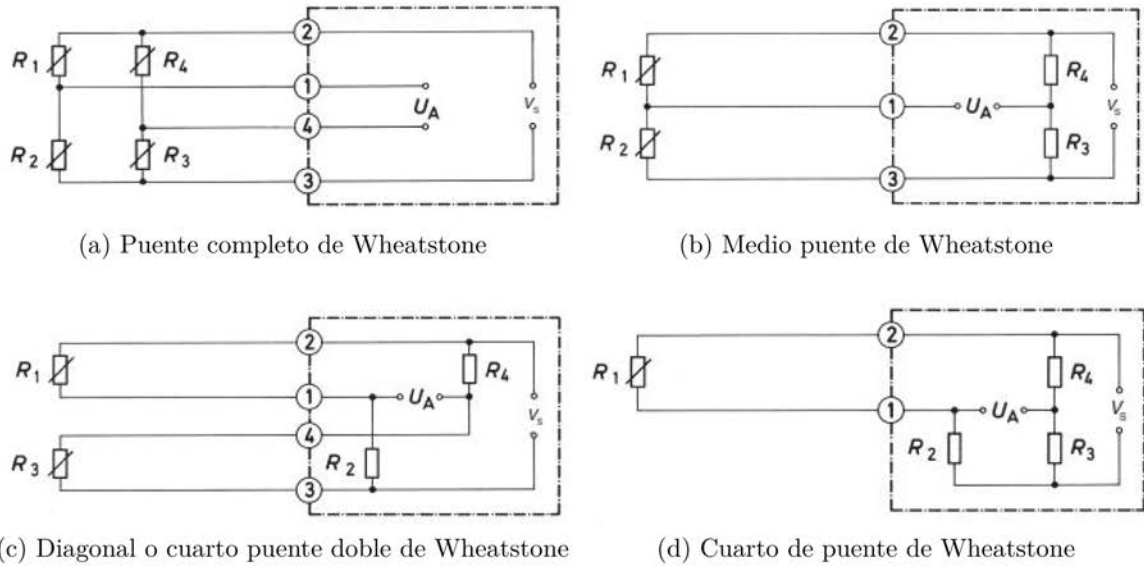 2
R1
R4
1
UA
Vs
4
R2
R3
3
(a) Puente completo de Wheatstone
2
R1
R4
1
UA
Vs
R2
R3
3
(b) Medio puente de Wheatstone
2
R1
R4
1
UA
Vs
4
R3
R2
3
(c) Diagonal o cuarto puente doble de Wheatstone
2
R1
R4
1
UA
Vs
R2
R3
(d) Cuarto de puente de Wheatstone